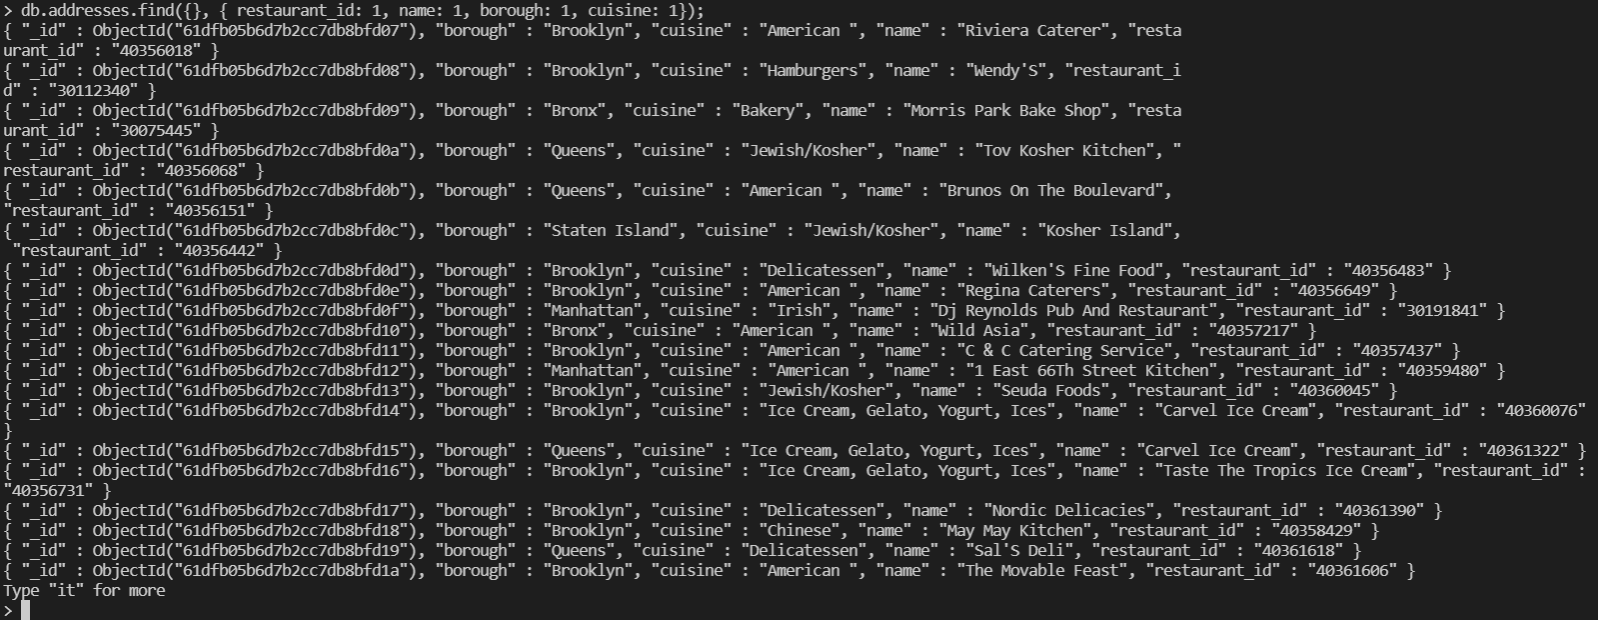 > db.addresses.find({}, { restaurant_id: 1, name: 1, borough: 1, cuisine: 1});
{ "_id" : ObjectId("61dfb05b6d7b2cc7db8bfd07"), "borough" : "Brooklyn", "cuisine" : "American ", "name" : "Riviera Caterer", "resta
urant_id" : "40356018" }
{ "_id" : ObjectId("61dfb05b6d7b2cc7db8bfd08"), "borough" : "Brooklyn", "cuisine" : "Hamburgers", "name" : "Wendy'S", "restaurant_i
d" : "30112340" }
{ "_id" : ObjectId("61dfb05b6d7b2cc7db8bfd09"), "borough" : "Bronx", "cuisine" : "Bakery", "name" : "Morris Park Bake Shop", "resta
urant_id" : "30075445" }
{ "_id" : ObjectId("61dfb05b6d7b2cc7db8bfd0a"), "borough" : "Queens", "cuisine" : "Jewish/Kosher", "name" : "Tov Kosher Kitchen", "
restaurant_id" : "40356068" }
{ "_id" : ObjectId("61dfb05b6d7b2cc7db8bfd0b"), "borough" : "Queens", "cuisine" : "American ", "name" : "Brunos On The Boulevard",
"restaurant_id" : "40356151" }
{ "_id" : ObjectId("61dfb05b6d7b2cc7db8bfd0c"), "borough" : "Staten Island", "cuisine" : "Jewish/Kosher", "name" : "Kosher Island",
 "restaurant_id" : "40356442" }
{ "_id" : ObjectId("61dfb05b6d7b2cc7db8bfd0d"), "borough" : "Brooklyn", "cuisine" : "Delicatessen", "name" : "Wilken'S Fine Food", "restaurant_id" : "40356483" }
{ "_id" : ObjectId("61dfb05b6d7b2cc7db8bfd0e"), "borough" : "Brooklyn", "cuisine" : "American ", "name" : "Regina Caterers", "restaurant_id" : "40356649" }
{ "_id" : ObjectId("61dfb05b6d7b2cc7db8bfd0f"), "borough" : "Manhattan", "cuisine" : "Irish", "name" : "Dj Reynolds Pub And Restaurant", "restaurant_id" : "30191841" }
{ "_id" : ObjectId("61dfb05b6d7b2cc7db8bfd10"), "borough" : "Bronx", "cuisine" : "American ", "name" : "Wild Asia", "restaurant_id" : "40357217" }
{ "_id" : ObjectId("61dfb05b6d7b2cc7db8bfd11"), "borough" : "Brooklyn", "cuisine" : "American ", "name" : "C & C Catering Service", "restaurant_id" : "40357437" }
{ "_id" : ObjectId("61dfb05b6d7b2cc7db8bfd12"), "borough" : "Manhattan", "cuisine" : "American ", "name" : "1 East 66Th Street Kitchen", "restaurant_id" : "40359480" }
{ "_id" : ObjectId("61dfb05b6d7b2cc7db8bfd13"), "borough" : "Brooklyn", "cuisine" : "Jewish/Kosher", "name" : "Seuda Foods", "restaurant_id" : "40360045" }
{ "_id" : ObjectId("61dfb05b6d7b2cc7db8bfd14"), "borough" : "Brooklyn", "cuisine" : "Ice Cream, Gelato, Yogurt, Ices", "name" : "Carvel Ice Cream", "restaurant_id" : "40360076"
}
{ "_id" : ObjectId("61dfb05b6d7b2cc7db8bfd15"), "borough" : "Queens", "cuisine" : "Ice Cream, Gelato, Yogurt, Ices", "name" : "Carvel Ice Cream", "restaurant_id" : "40361322" }
{ "_id" : ObjectId("61dfb05b6d7b2cc7db8bfd16"), "borough" : "Brooklyn", "cuisine" : "Ice Cream, Gelato, Yogurt, Ices", "name" : "Taste The Tropics Ice Cream", "restaurant_id" :
"40356731" }
{ "_id" : ObjectId("61dfb05b6d7b2cc7db8bfd17"), "borough" : "Brooklyn", "cuisine" : "Delicatessen", "name" : "Nordic Delicacies", "restaurant_id" : "40361390" }
{ "_id" : ObjectId("61dfb05b6d7b2cc7db8bfd18"), "borough" : "Brooklyn", "cuisine" : "Chinese", "name" : "May May Kitchen", "restaurant_id" : "40358429" }
{ "_id" : ObjectId("61dfb05b6d7b2cc7db8bfd19"), "borough" : "Queens", "cuisine" : "Delicatessen", "name" : "Sal'S Deli", "restaurant_id" : "40361618" }
{ "_id" : ObjectId("61dfb05b6d7b2cc7db8bfd1a"), "borough" : "Brooklyn", "cuisine" : "American ", "name" : "The Movable Feast", "restaurant_id" : "40361606" }
Type "it" for more
>